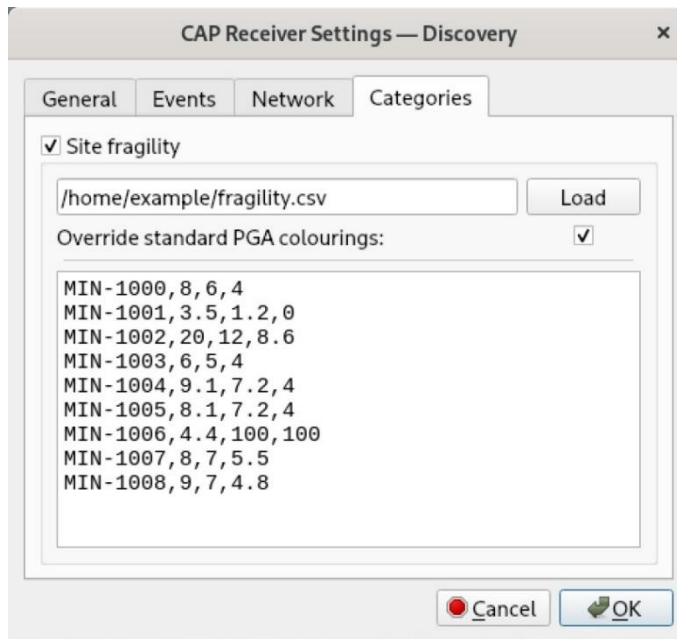 CAP Receiver Settings — Discovery ×
General Events Network Categories
Site fragility
/home/example/fragility.csv Load
Override standard PGA colourings:
MIN-1000,8,6,4
MIN-1001,3.5,1.2,0
MIN-1002,20,12,8.6
MIN-1003,6,5,4
MIN-1004,9.1,7.2,4
MIN-1005,8.1,7.2,4
MIN-1006,4.4,100,100
MIN-1007,8,7,5.5
MIN-1008,9,7,4.8
Cancel OK